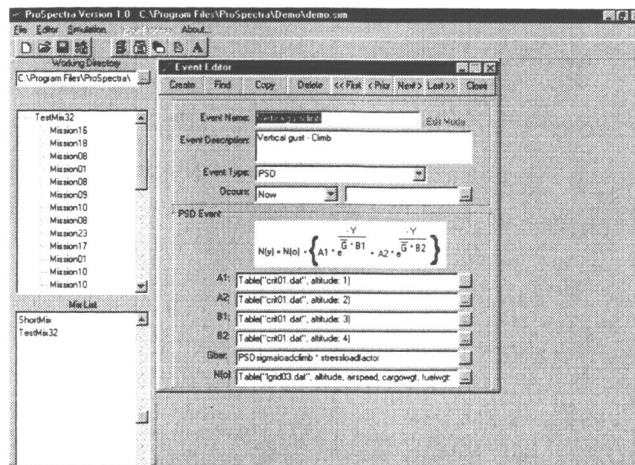 ProSpectra Version 1.0 C:\Program Files\ProSpectra\Demo\demo.sim
File Editor Simulation About...
Working Directory
C:\Program Files\ProSpectra\ ...
TestMix32
Mission16
Mission18
Mission08
Mission01
Mission08
Mission09
Mission10
Mission08
Mission23
Mission17
Mission01
Mission10
Mission10
Mix List
ShortMix
TestMix32
Event Editor
Create Find Copy Delete << First < Prior Next > Last >> Close
Event Name: Edit Mode
Event Description: Vertical gust - Climb
Event Type: PSD
Occurs: Now ...
PSD Event
N(y) = N(o) * { A1 * e^(-Y / G̅ * B1) + A2 * e^(-Y / G̅ * B2) }
A1: Table("crit01.dat", altitude: 1) ...
A2: Table("crit01.dat", altitude: 2) ...
B1: Table("crit01.dat", altitude: 3) ...
B2: Table("crit01.dat", altitude: 4) ...
Gbar: PSDsigmaloadclimb * stressloadfactor ...
N(o) Table("lgrid03.dat", altitude, airspeed, cargowgt, fuelwgt: ...